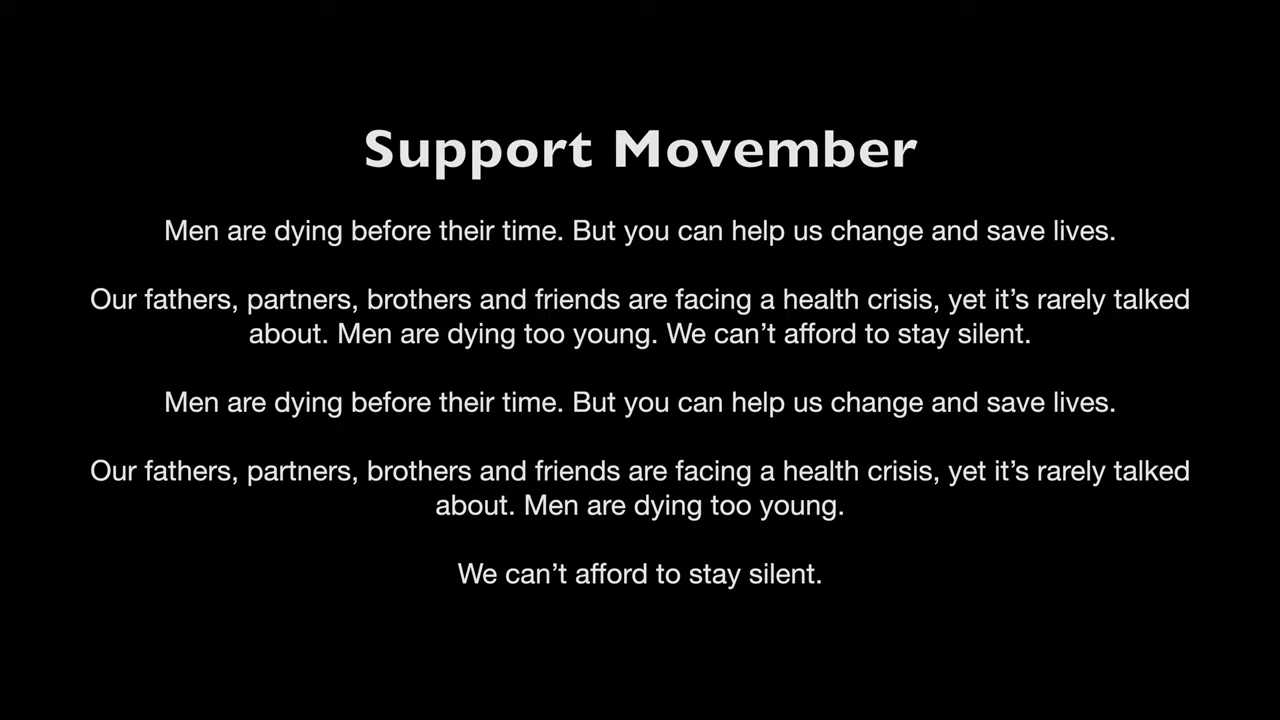 Support Movember
Men are dying before their time. But you can help us change and save lives.
Our fathers, partners, brothers and friends are facing a health crisis, yet it’s rarely talked
about. Men are dying too young. We can’t afford to stay silent.
Men are dying before their time. But you can help us change and save lives.
Our fathers, partners, brothers and friends are facing a health crisis, yet it’s rarely talked
about. Men are dying too young.
We can’t afford to stay silent.